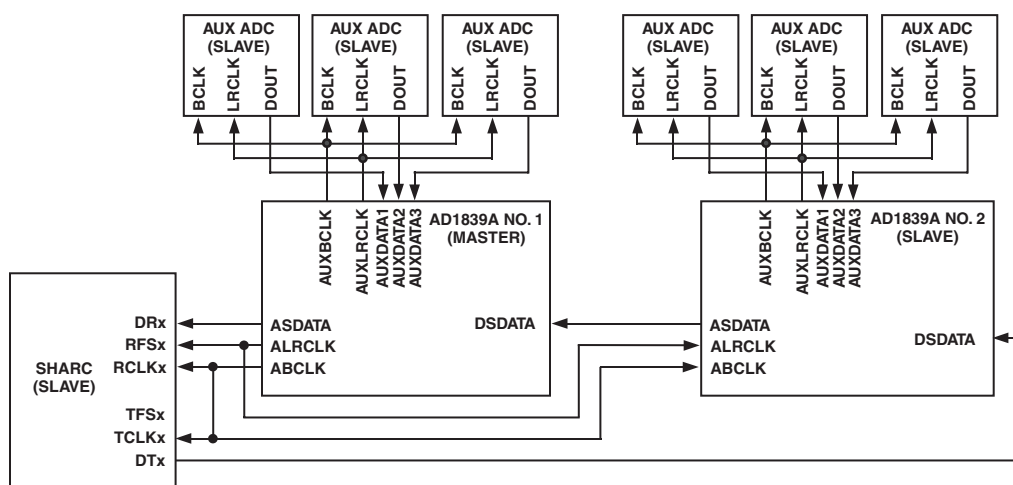 AUX ADC
(SLAVE)
BCLK
LRCLK
DOUT
AUX ADC
(SLAVE)
BCLK
LRCLK
DOUT
AUX ADC
(SLAVE)
BCLK
LRCLK
DOUT
AUX ADC
(SLAVE)
BCLK
LRCLK
DOUT
AUX ADC
(SLAVE)
BCLK
LRCLK
DOUT
AUX ADC
(SLAVE)
BCLK
LRCLK
DOUT
AUXBCLK
AUXLRCLK
AUXDATA1
AUXDATA2
AUXDATA3
AD1839A NO. 1
(MASTER)
ASDATA
ALRCLK
ABCLK
DSDATA
AUXBCLK
AUXLRCLK
AUXDATA1
AUXDATA2
AUXDATA3
AD1839A NO. 2
(SLAVE)
ASDATA
ALRCLK
ABCLK
DSDATA
SHARC
(SLAVE)
DRx
RFSx
RCLKx
TFSx
TCLKx
DTx